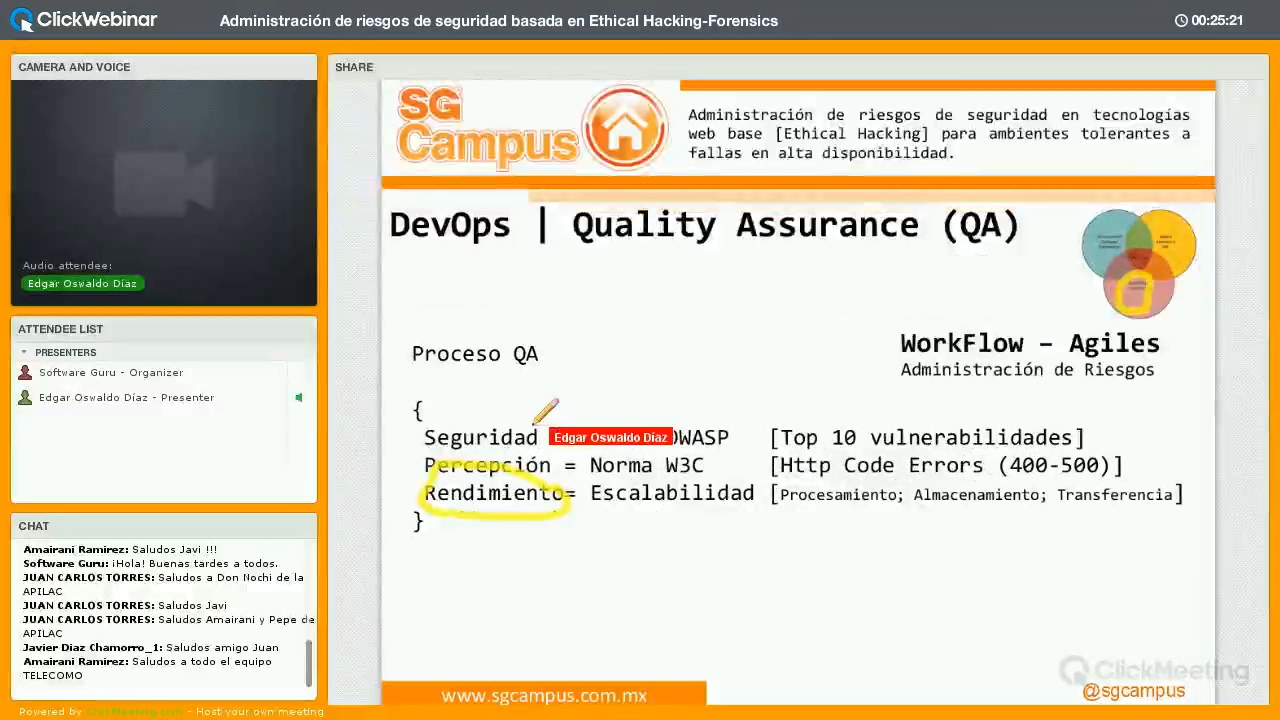 ClickWebinar
Administración de riesgos de seguridad basada en Ethical Hacking-Forensics
00:25:21
CAMERA AND VOICE
Audio attendee:
Edgar Oswaldo Díaz
ATTENDEE LIST
PRESENTERS
Software Guru - Organizer
Edgar Oswaldo Díaz - Presenter
CHAT
Amairani Ramirez: Saludos Javi !!!
Software Guru: ¡Hola! Buenas tardes a todos.
JUAN CARLOS TORRES: Saludos a Don Nochi de la
APILAC
JUAN CARLOS TORRES: Saludos Javi
JUAN CARLOS TORRES: Saludos Amairani y Pepe de
APILAC
Javier Diaz Chamorro_1: Saludos amigo Juan
Amairani Ramirez: Saludos a todo el equipo
TELECOMO
Powered by ClickMeeting.com - Host your own meeting
SHARE
SG
Campus
Administración de riesgos de seguridad en tecnologías
web base [Ethical Hacking] para ambientes tolerantes a
fallas en alta disponibilidad.
DevOps | Quality Assurance (QA)
WorkFlow – Agiles
Administración de Riesgos
Proceso QA
{
Seguridad OWASP [Top 10 vulnerabilidades]
Edgar Oswaldo Díaz
Percepción = Norma W3C [Http Code Errors (400-500)]
Rendimiento= Escalabilidad [Procesamiento; Almacenamiento; Transferencia]
}
ClickMeeting
www.sgcampus.com.mx
@sgcampus